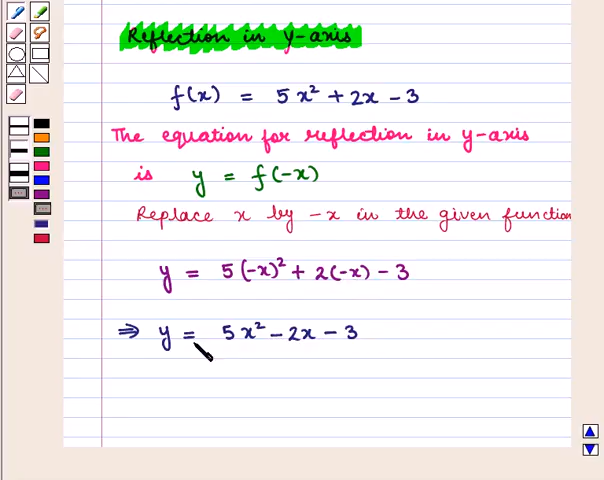 Reflection in y-axis
f(x) = 5x² + 2x - 3
The equation for reflection in y-axis
is y = f(-x)
Replace x by -x in the given function
y = 5(-x)² + 2(-x) - 3
⇒ y = 5x² - 2x - 3